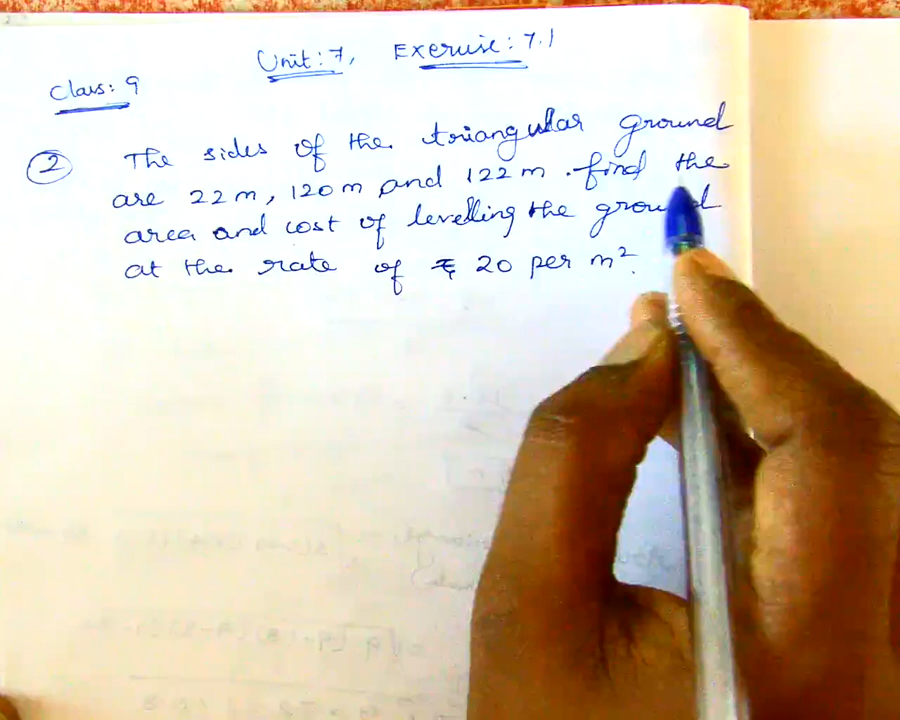 Unit: 7, Exercise: 7.1
Class: 9
2 The sides of the triangular ground
are 22 m, 120 m and 122 m. find the
area and cost of levelling the ground
at the rate of ₹ 20 per m².